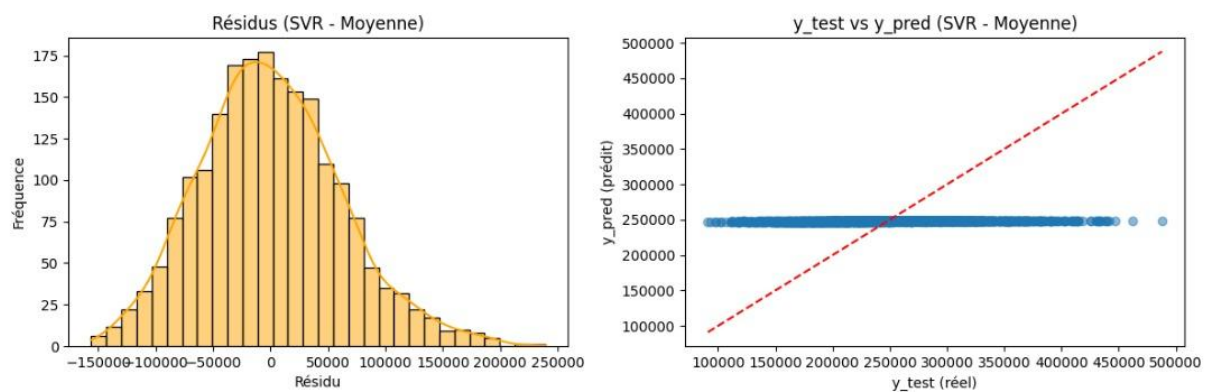 Résidus (SVR - Moyenne)
175
150
125
100
75
50
25
0
Fréquence
−150000 −100000 −50000 0 50000 100000 150000 200000 250000
Résidu
y_test vs y_pred (SVR - Moyenne)
500000
450000
400000
350000
300000
250000
200000
150000
100000
y_pred (prédit)
100000 150000 200000 250000 300000 350000 400000 450000 500000
y_test (réel)